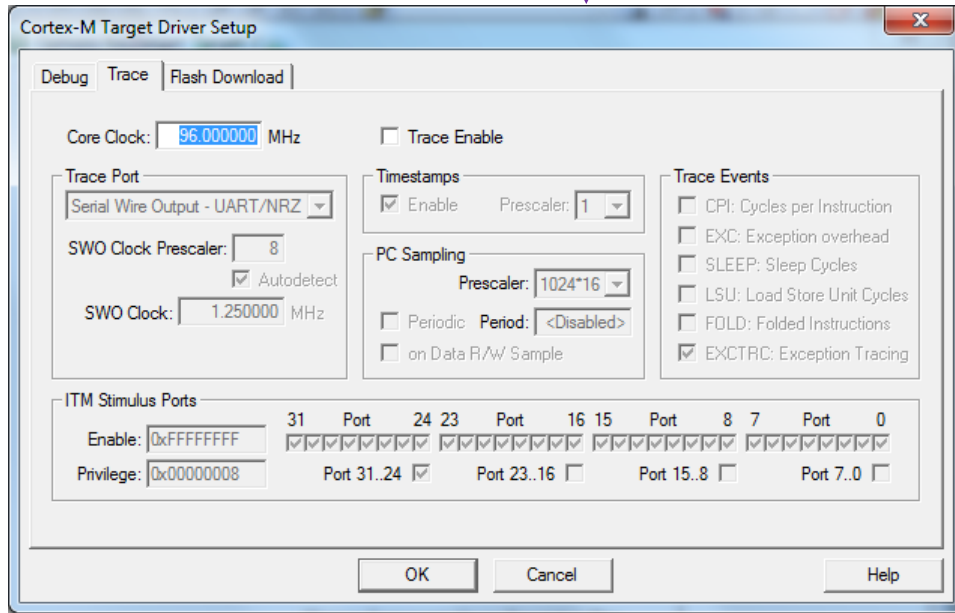 Cortex-M Target Driver Setup
Debug Trace Flash Download
Core Clock: 96.000000 MHz Trace Enable
Trace Port Timestamps Trace Events
Serial Wire Output - UART/NRZ Enable Prescaler: 1 CPI: Cycles per Instruction
EXC: Exception overhead
SWO Clock Prescaler: 8 PC Sampling SLEEP: Sleep Cycles
Autodetect Prescaler: 1024*16 LSU: Load Store Unit Cycles
SWO Clock: 1.250000 MHz Periodic Period: <Disabled> FOLD: Folded Instructions
on Data R/W Sample EXCTRC: Exception Tracing
ITM Stimulus Ports
31 Port 24 23 Port 16 15 Port 8 7 Port 0
Enable: 0xFFFFFFFF
Privilege: 0x00000008 Port 31..24 Port 23..16 Port 15..8 Port 7..0
OK Cancel Help